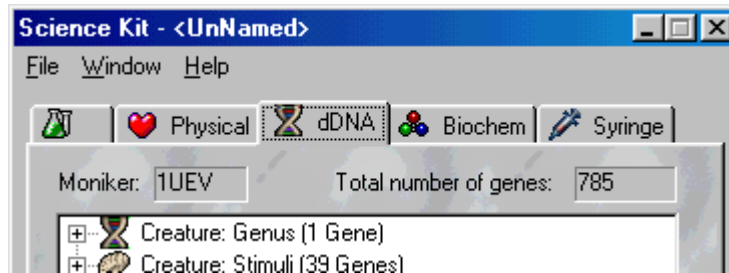 Science Kit - <UnNamed>
File Window Help
Physical dDNA Biochem Syringe
Moniker: 1UEV Total number of genes: 785
Creature: Genus (1 Gene)
Creature: Stimuli (39 Genes)